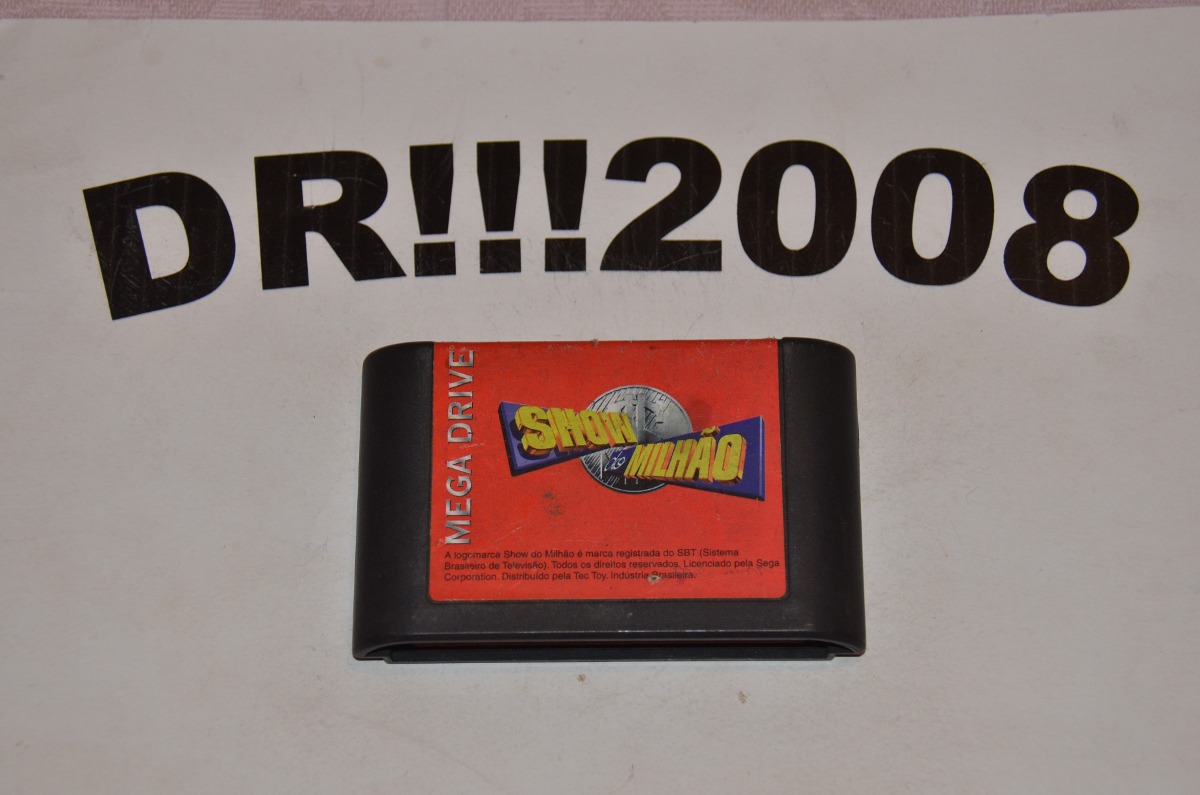 DR!!!2008
MEGA DRIVE
SHOW
do MILHÃO
A logomarca Show do Milhão é marca registrada do SBT (Sistema
Brasileiro de Televisão). Todos os direitos reservados. Licenciado pela Sega
Corporation. Distribuído pela Tec Toy. Indústria Brasileira.